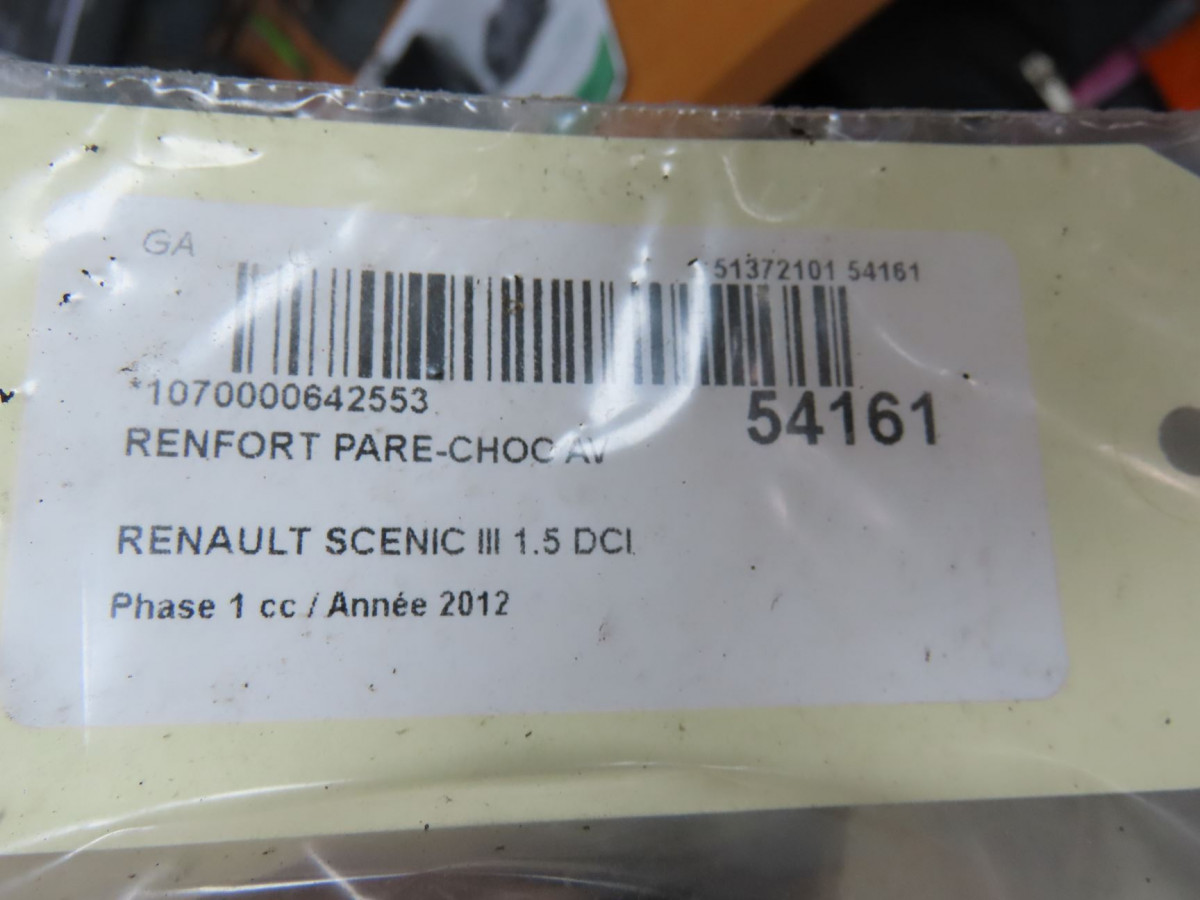 GA
51372101 54161
*1070000642553
54161
RENFORT PARE-CHOC AV
RENAULT SCENIC III 1.5 DCI
Phase 1 cc / Année 2012